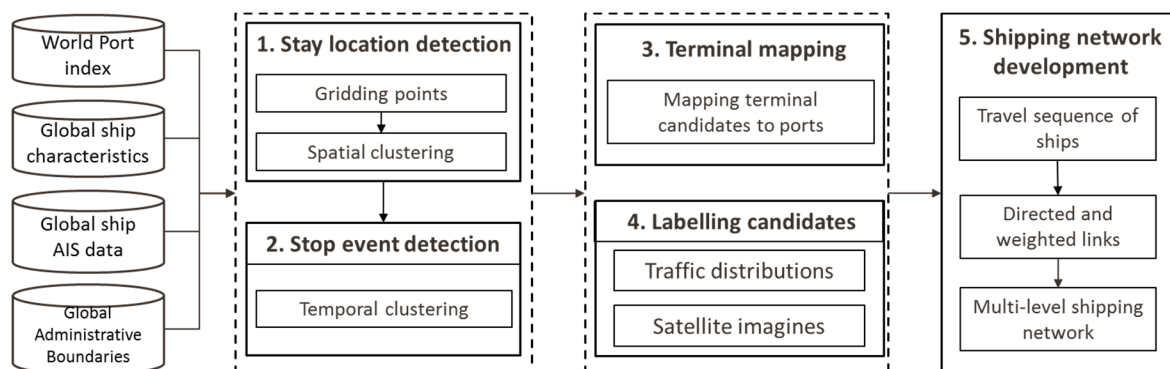 World Port
index
Global ship
characteristics
Global ship
AIS data
Global
Administrative
Boundaries
1. Stay location detection
Gridding points
Spatial clustering
2. Stop event detection
Temporal clustering
3. Terminal mapping
Mapping terminal
candidates to ports
4. Labelling candidates
Traffic distributions
Satellite imagines
5. Shipping network
development
Travel sequence of
ships
Directed and
weighted links
Multi-level shipping
network